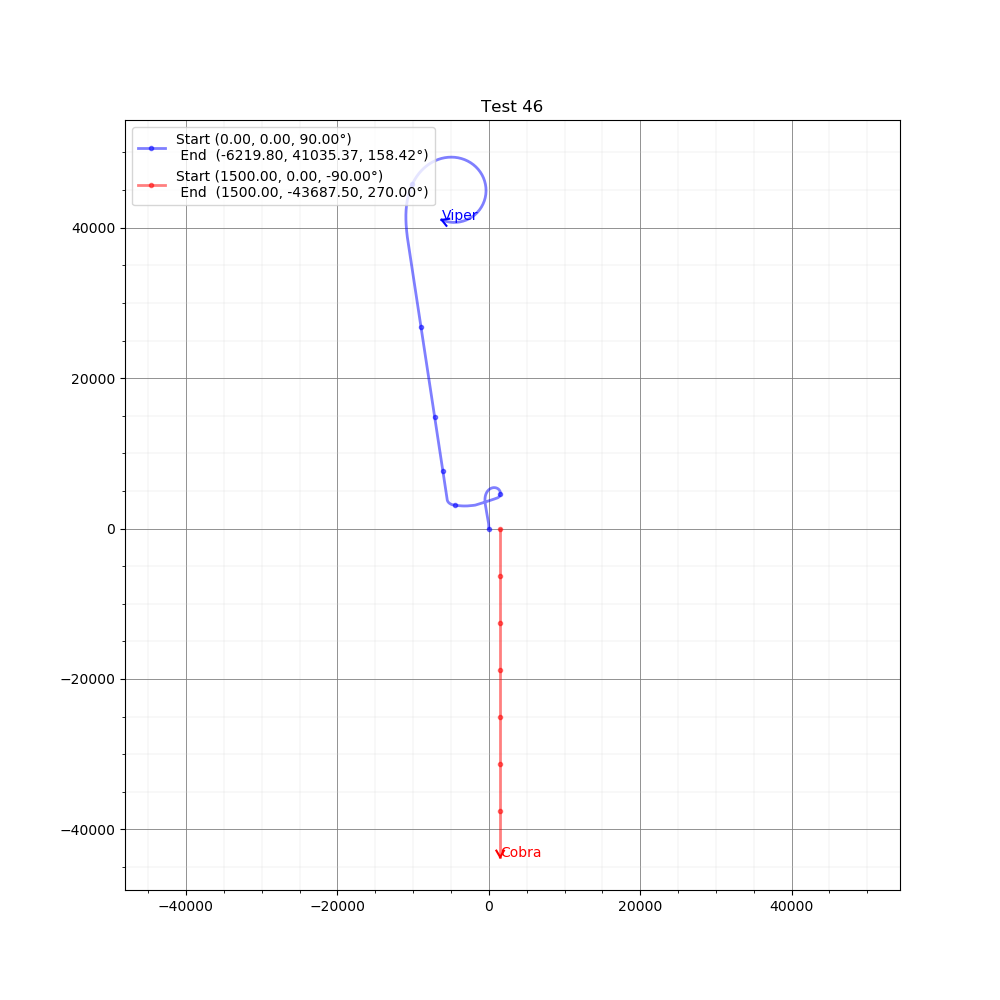 Test 46
Start (0.00, 0.00, 90.00°)
End (-6219.80, 41035.37, 158.42°)
Start (1500.00, 0.00, -90.00°)
End (1500.00, -43687.50, 270.00°)
Viper
40000
20000
0
−20000
−40000
Cobra
−40000 −20000 0 20000 40000